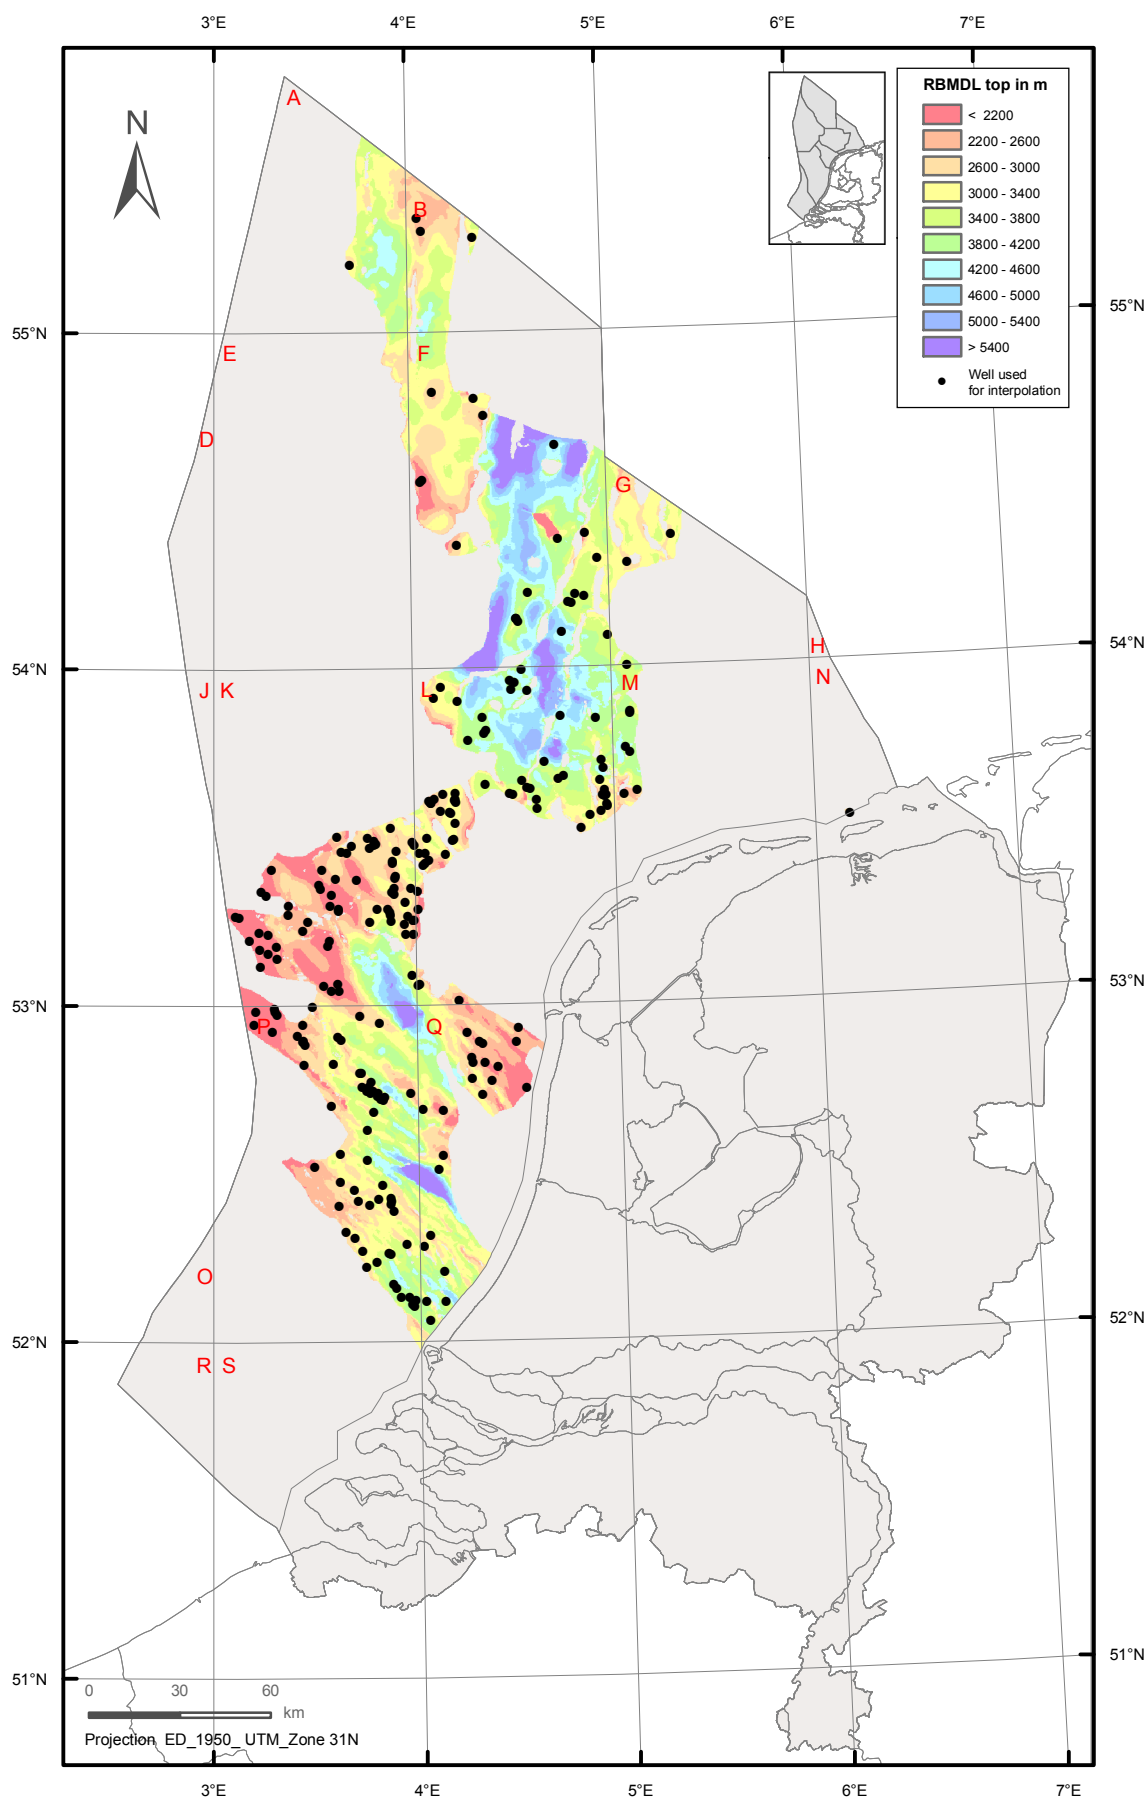 3°E 4°E 5°E 6°E 7°E
A
N
RBMDL top in m
< 2200
2200 - 2600
2600 - 3000
3000 - 3400
3400 - 3800
3800 - 4200
4200 - 4600
4600 - 5000
5000 - 5400
> 5400
Well used
for interpolation
B
55°N 55°N
E F
D
G
54°N 54°N
H
J K L M N
53°N 53°N
P Q
O
52°N 52°N
R S
51°N 51°N
0 30 60
km
Projection ED_1950_ UTM_Zone 31N
3°E 4°E 5°E 6°E 7°E